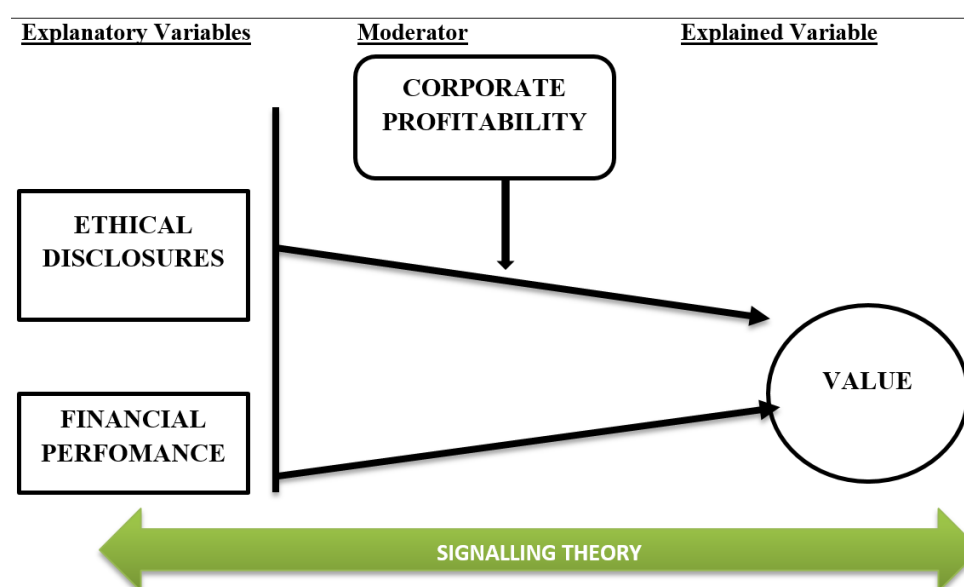 Explanatory Variables
Moderator
Explained Variable
CORPORATE
PROFITABILITY
ETHICAL
DISCLOSURES
FINANCIAL
PERFOMANCE
VALUE
SIGNALLING THEORY